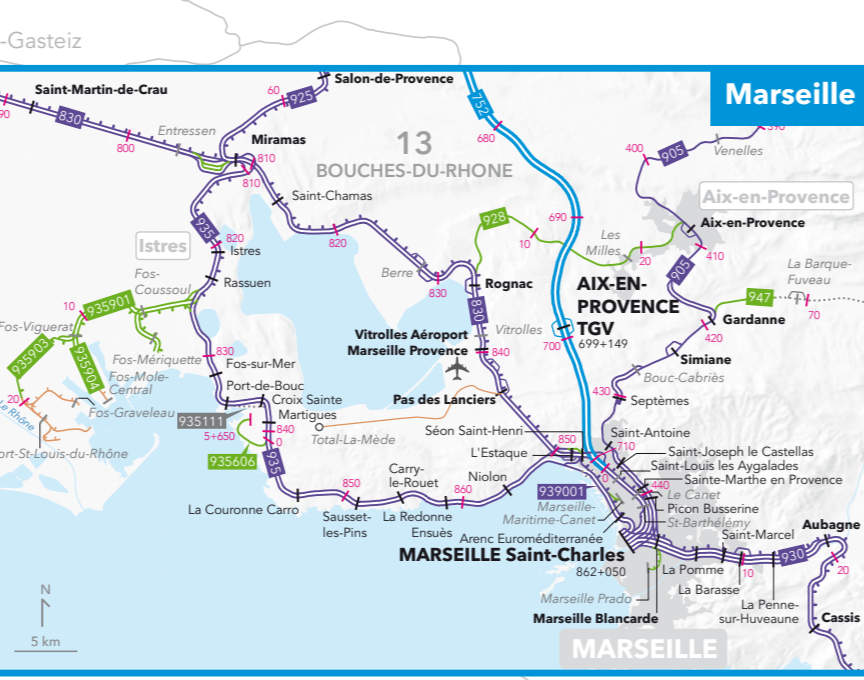 -Gasteiz
Marseille
Saint-Martin-de-Crau
90
830
800
Entressen
60
925
Salon-de-Provence
Miramas
810
810
13
BOUCHES-DU-RHONE
752
680
400
905
390
Venelles
Aix-en-Provence
Aix-en-Provence
410
905
Saint-Chamas
820
935
820
Istres
Istres
Rassuen
Fos-
Coussoul
Berre
830
928
10
690
Les
Milles
20
La Barque-
Fuveau
947
70
Gardanne
420
Rognac
830
AIX-EN-
PROVENCE
TGV
699+149
Vitrolles
700
Vitrolles Aéroport
Marseille Provence
840
10
935901
Fos-Viguerat
935903
935904
20
Le Rhône
Fos-Mériquette
Fos-Mole-
Central
Fos-Graveleau
ort-St-Louis-du-Rhône
830
Fos-sur-Mer
Port-de-Bouc
Croix Sainte
Martigues
935111
5+650
840
0
935606
935
Total-La-Mède
Pas des Lanciers
Simiane
Bouc-Cabriès
430
Septèmes
Séon Saint-Henri
850
L'Estaque
Saint-Antoine
710
0
Saint-Joseph le Castellas
Saint-Louis les Aygalades
Sainte-Marthe en Provence
440
Le Canet
Picon Busserine
St-Barthélémy
939001
Marseille-
Maritime-Canet
Arenc Euroméditerranée
MARSEILLE Saint-Charles
862+050
La Couronne Carro
850
Sausset-
les-Pins
Carry-
le-Rouet
La Redonne
Ensuès
860
Niolon
Saint-Marcel
930
Aubagne
20
La Pomme
10
La Barasse
La Penne-
sur-Huveaune
Cassis
Marseille Prado
Marseille Blancarde
MARSEILLE
N
5 km